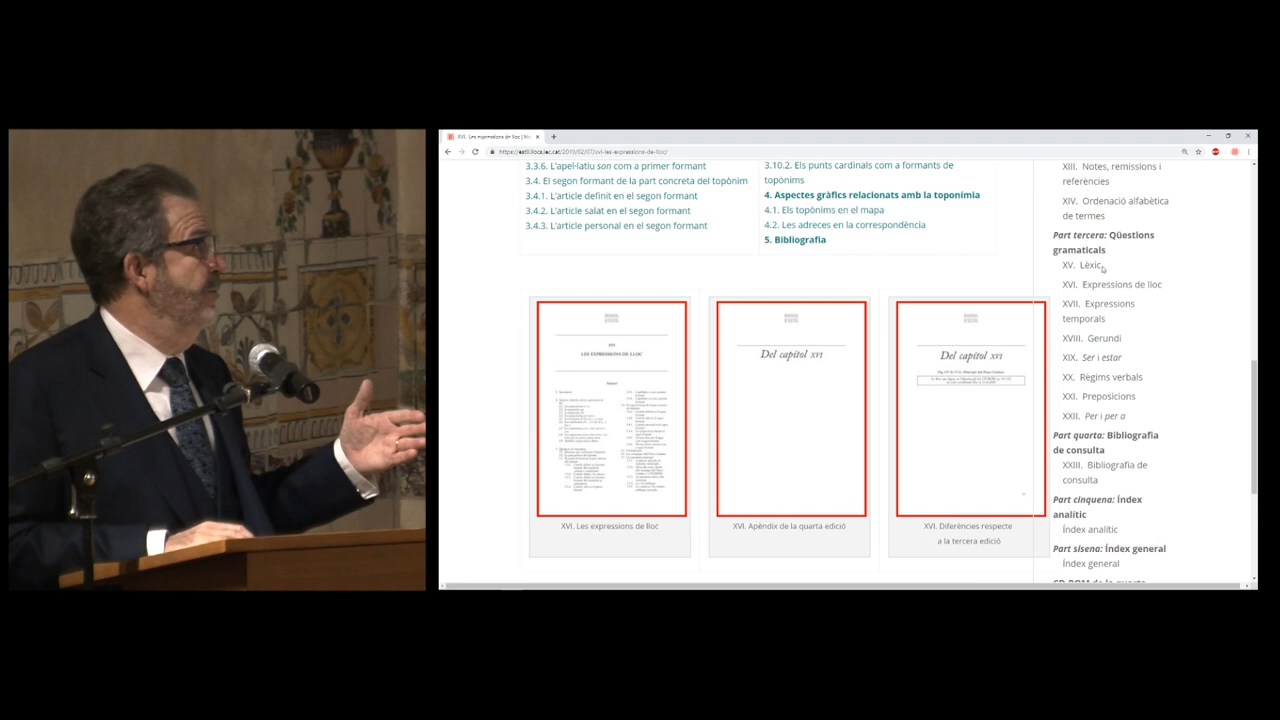 XVI. Les expressions de lloc | M
https://estil.llocs.iec.cat/2019/02/07/xvi-les-expressions-de-lloc/
3.3.6. L'apel·latiu son com a primer formant
3.4. El segon formant de la part concreta del topònim
3.4.1. L'article definit en el segon formant
3.4.2. L'article salat en el segon formant
3.4.3. L'article personal en el segon formant
3.10.2. Els punts cardinals com a formants de
topònims
4. Aspectes gràfics relacionats amb la toponímia
4.1. Els topònims en el mapa
4.2. Les adreces en la correspondència
5. Bibliografia
XVI
LES EXPRESSIONS DE LLOC
Del capítol XVI
Del capítol XVI
XVI. Les expressions de lloc
XVI. Apèndix de la quarta edició
XVI. Diferències respecte
a la tercera edició
XIII. Notes, remissions i
referències
XIV. Ordenació alfabètica
de termes
Part tercera: Qüestions
gramaticals
XV. Lèxic
XVI. Expressions de lloc
XVII. Expressions
temporals
XVIII. Gerundi
XIX. Ser i estar
XX. Règims verbals
XXI. Preposicions
XXII. Per i per a
Part quarta: Bibliografia
de consulta
XXIII. Bibliografia de
consulta
Part cinquena: Índex
analític
Índex analític
Part sisena: Índex general
Índex general
CD-ROM de la quarta